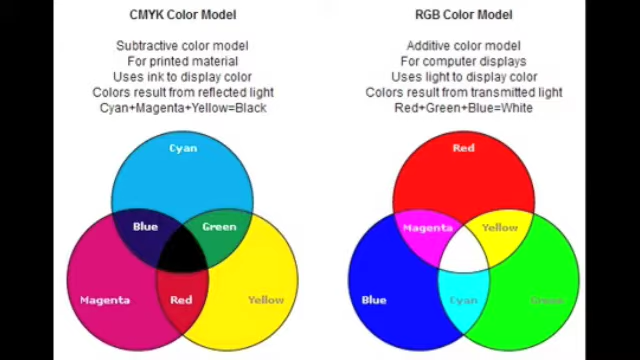 CMYK Color Model
Subtractive color model
For printed material
Uses ink to display color
Colors result from reflected light
Cyan+Magenta+Yellow=Black
Cyan
Blue
Green
Magenta
Red
Yellow
RGB Color Model
Additive color model
For computer displays
Uses light to display color
Colors result from transmitted light
Red+Green+Blue=White
Red
Magenta
Yellow
Blue
Cyan
Green